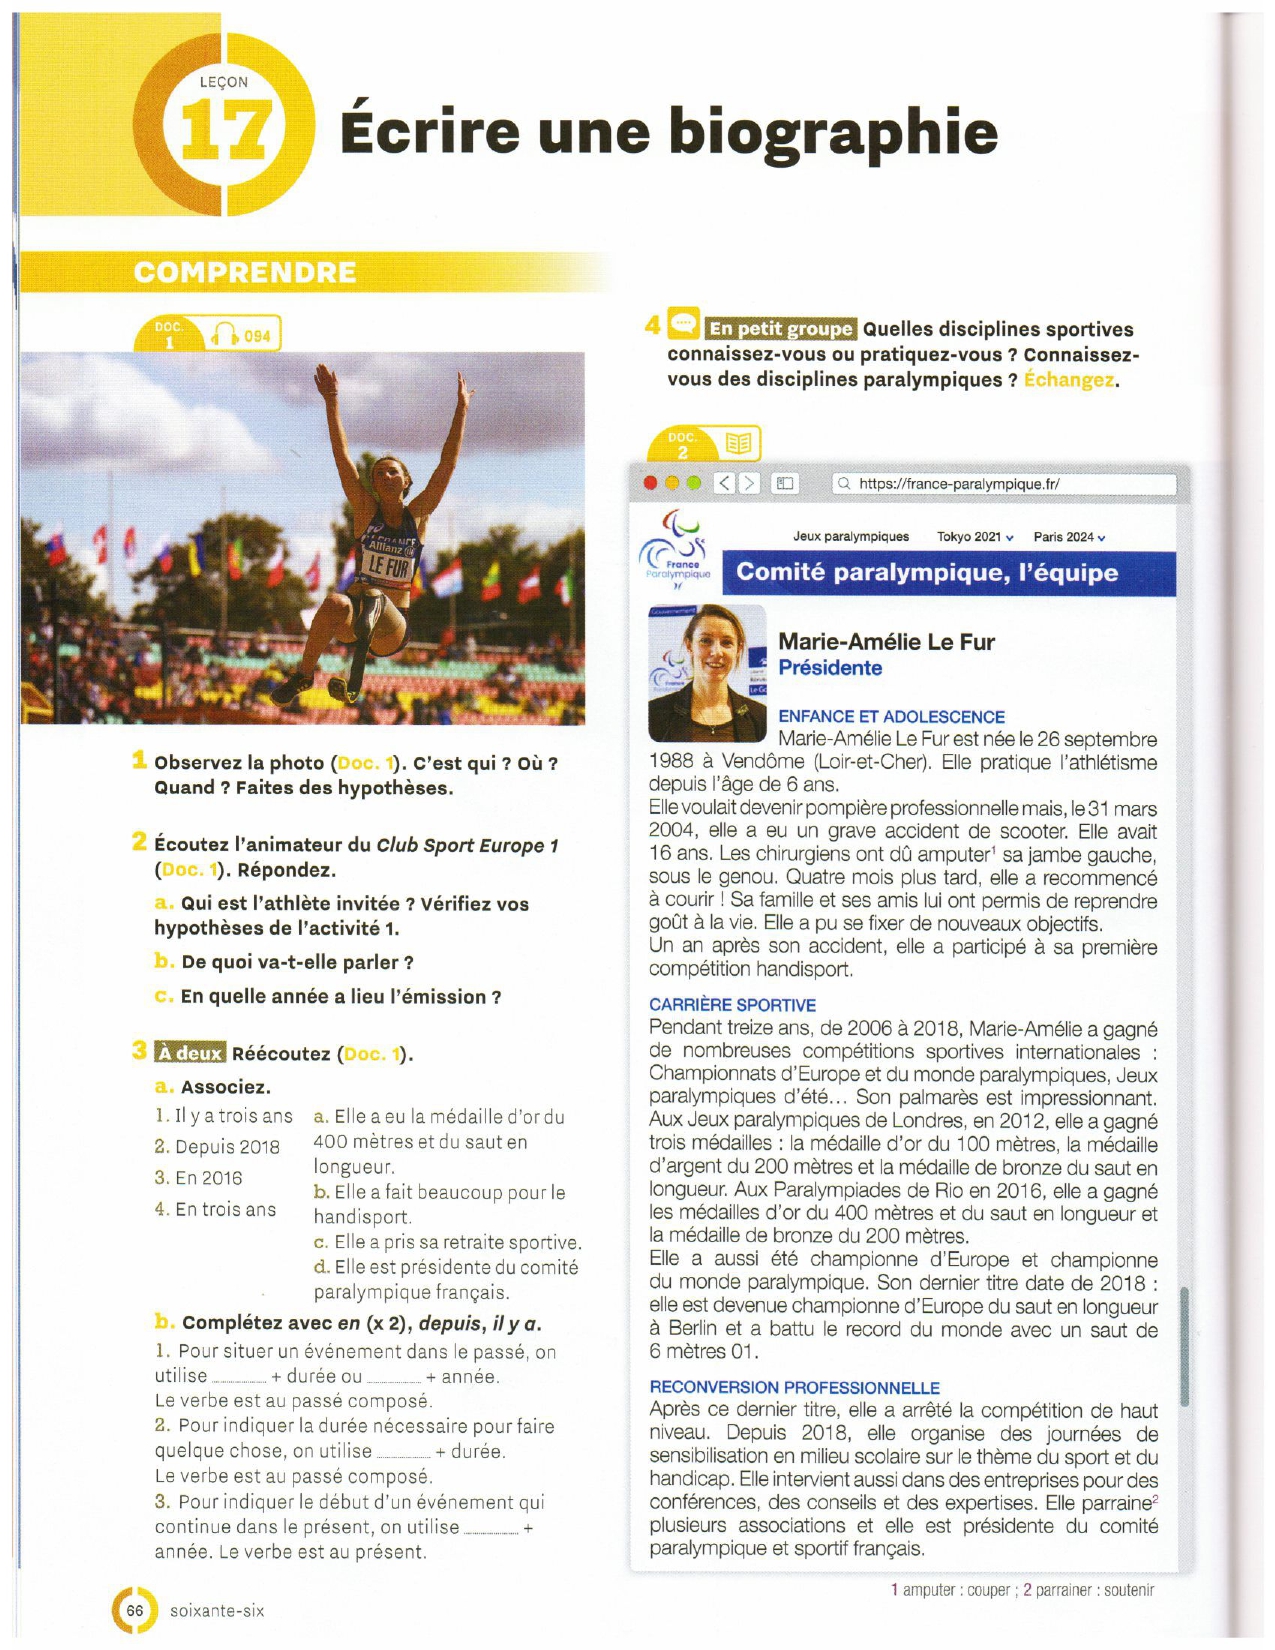 LEÇON
17
Écrire une biographie
COMPRENDRE
DOC.
1
094
FRANCE
Allianz
LE FUR
1 Observez la photo (Doc. 1). C'est qui ? Où ?
Quand ? Faites des hypothèses.
2 Écoutez l'animateur du Club Sport Europe 1
(Doc. 1). Répondez.
a. Qui est l'athlète invitée ? Vérifiez vos
hypothèses de l'activité 1.
b. De quoi va-t-elle parler ?
c. En quelle année a lieu l'émission ?
3 À deux Réécoutez (Doc. 1).
a. Associez.
1. Il y a trois ans
2. Depuis 2018
3. En 2016
4. En trois ans
a. Elle a eu la médaille d'or du
400 mètres et du saut en
longueur.
b. Elle a fait beaucoup pour le
handisport.
c. Elle a pris sa retraite sportive.
d. Elle est présidente du comité
paralympique français.
b. Complétez avec en (x 2), depuis, il y a.
1. Pour situer un événement dans le passé, on
utilise ............ + durée ou ............ + année.
Le verbe est au passé composé.
2. Pour indiquer la durée nécessaire pour faire
quelque chose, on utilise ............ + durée.
Le verbe est au passé composé.
3. Pour indiquer le début d'un événement qui
continue dans le présent, on utilise ............ +
année. Le verbe est au présent.
66 soixante-six
4 En petit groupe Quelles disciplines sportives
connaissez-vous ou pratiquez-vous ? Connaissez-
vous des disciplines paralympiques ? Échangez.
DOC.
2
https://france-paralympique.fr/
France
Paralympique
Jeux paralympiques Tokyo 2021 Paris 2024
Comité paralympique, l'équipe
Gouvernement
Marie-Amélie Le Fur
Présidente
ENFANCE ET ADOLESCENCE
Marie-Amélie Le Fur est née le 26 septembre
1988 à Vendôme (Loir-et-Cher). Elle pratique l'athlétisme
depuis l'âge de 6 ans.
Elle voulait devenir pompière professionnelle mais, le 31 mars
2004, elle a eu un grave accident de scooter. Elle avait
16 ans. Les chirurgiens ont dû amputer¹ sa jambe gauche,
sous le genou. Quatre mois plus tard, elle a recommencé
à courir ! Sa famille et ses amis lui ont permis de reprendre
goût à la vie. Elle a pu se fixer de nouveaux objectifs.
Un an après son accident, elle a participé à sa première
compétition handisport.
CARRIÈRE SPORTIVE
Pendant treize ans, de 2006 à 2018, Marie-Amélie a gagné
de nombreuses compétitions sportives internationales :
Championnats d'Europe et du monde paralympiques, Jeux
paralympiques d'été... Son palmarès est impressionnant.
Aux Jeux paralympiques de Londres, en 2012, elle a gagné
trois médailles : la médaille d'or du 100 mètres, la médaille
d'argent du 200 mètres et la médaille de bronze du saut en
longueur. Aux Paralympiades de Rio en 2016, elle a gagné
les médailles d'or du 400 mètres et du saut en longueur et
la médaille de bronze du 200 mètres.
Elle a aussi été championne d'Europe et championne
du monde paralympique. Son dernier titre date de 2018 :
elle est devenue championne d'Europe du saut en longueur
à Berlin et a battu le record du monde avec un saut de
6 mètres 01.
RECONVERSION PROFESSIONNELLE
Après ce dernier titre, elle a arrêté la compétition de haut
niveau. Depuis 2018, elle organise des journées de
sensibilisation en milieu scolaire sur le thème du sport et du
handicap. Elle intervient aussi dans des entreprises pour des
conférences, des conseils et des expertises. Elle parraine²
plusieurs associations et elle est présidente du comité
paralympique et sportif français.
1 amputer : couper ; 2 parrainer : soutenir